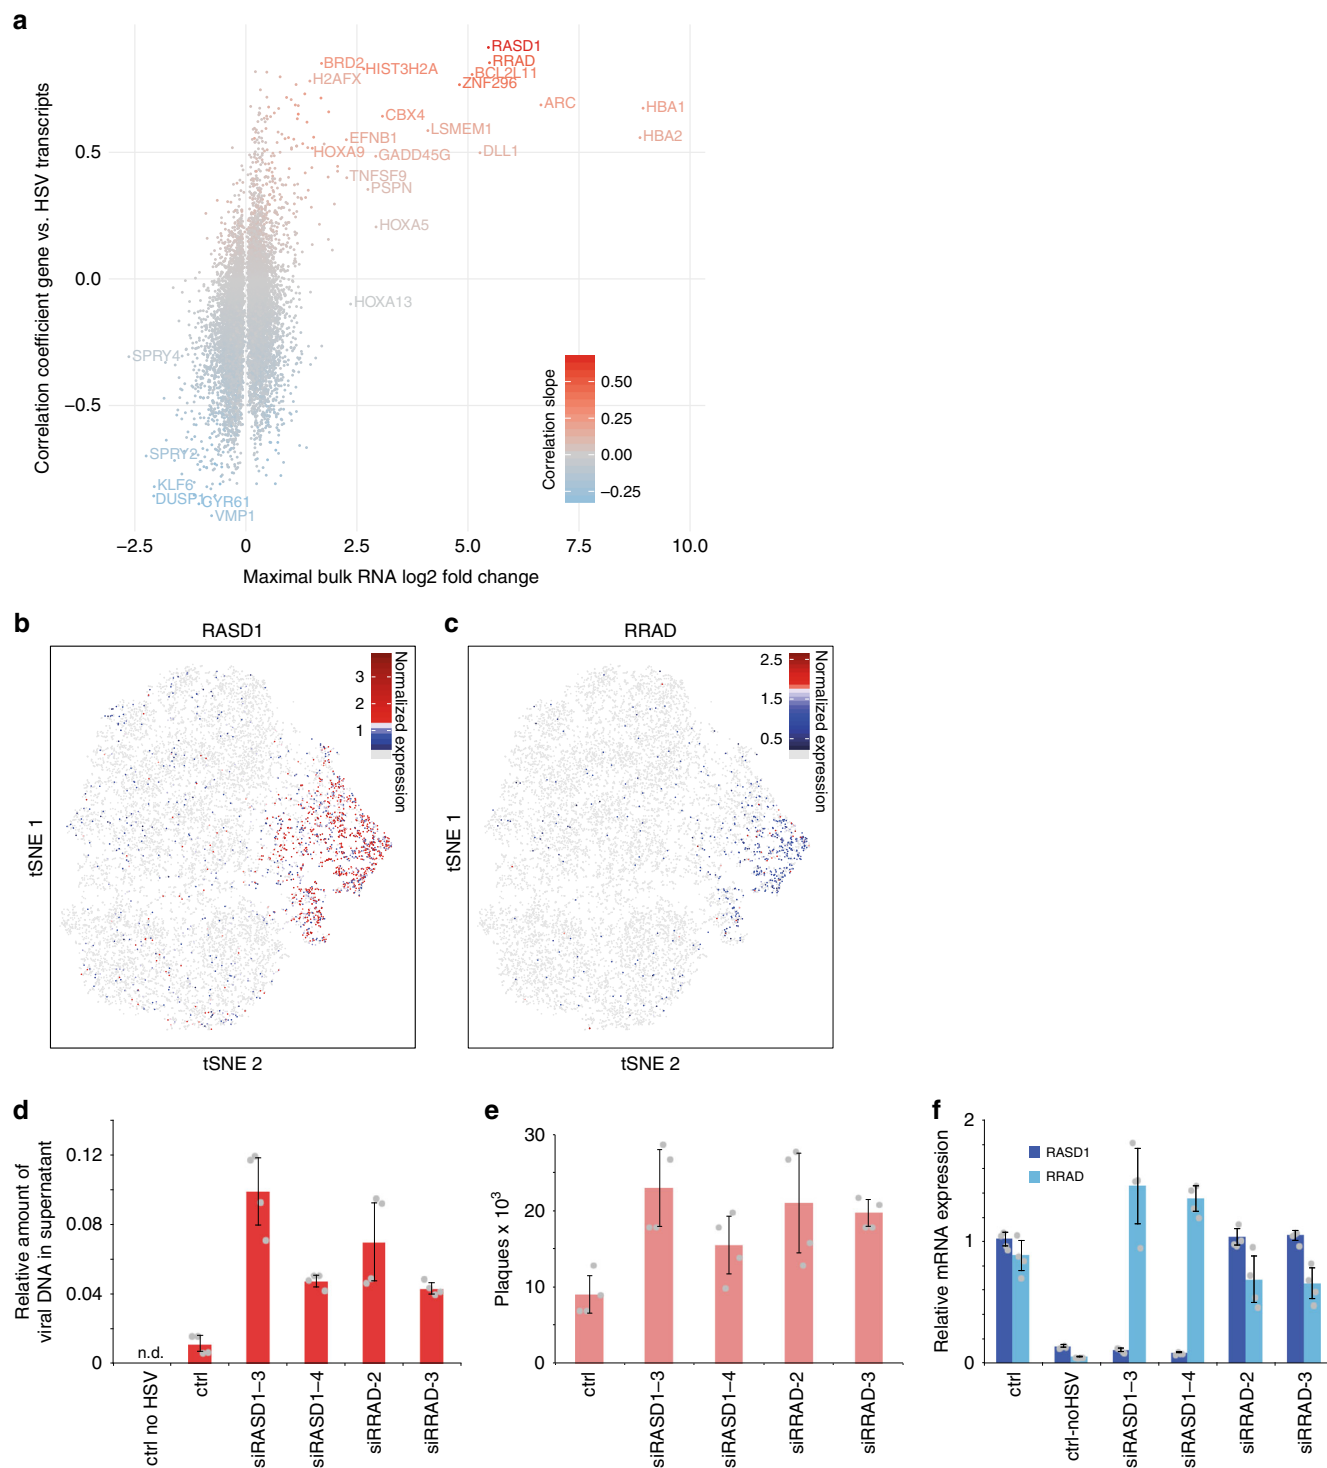 a
Correlation coefficient gene vs. HSV transcripts
RASD1
RRAD
BCL2L11
ZNF296
BRD2
HIST3H2A
H2AFX
ARC
HBA1
CBX4
LSMEM1
HBA2
EFNB1
HOXA9
GADD45G
DLL1
TNFSF9
PSPN
HOXA5
HOXA13
SPRY4
SPRY2
KLF6
DUSP1
CYR61
VMP1
0.5
0.0
−0.5
Correlation slope
0.50
0.25
0.00
−0.25
−2.5 0 2.5 5.0 7.5 10.0
Maximal bulk RNA log2 fold change
b
RASD1
3
2
1
Normalized expression
tSNE 1
tSNE 2
c
RRAD
2.5
1.5
0.5
Normalized expression
tSNE 1
tSNE 2
d
Relative amount of
viral DNA in supernatant
0.12
0.08
0.04
0
n.d.
ctrl no HSV
ctrl
siRASD1−3
siRASD1−4
siRRAD-2
siRRAD-3
e
Plaques x 10³
30
20
10
0
ctrl
siRASD1−3
siRASD1−4
siRRAD-2
siRRAD-3
f
Relative mRNA expression
2
1
0
RASD1
RRAD
ctrl
ctrl-noHSV
siRASD1−3
siRASD1−4
siRRAD-2
siRRAD-3